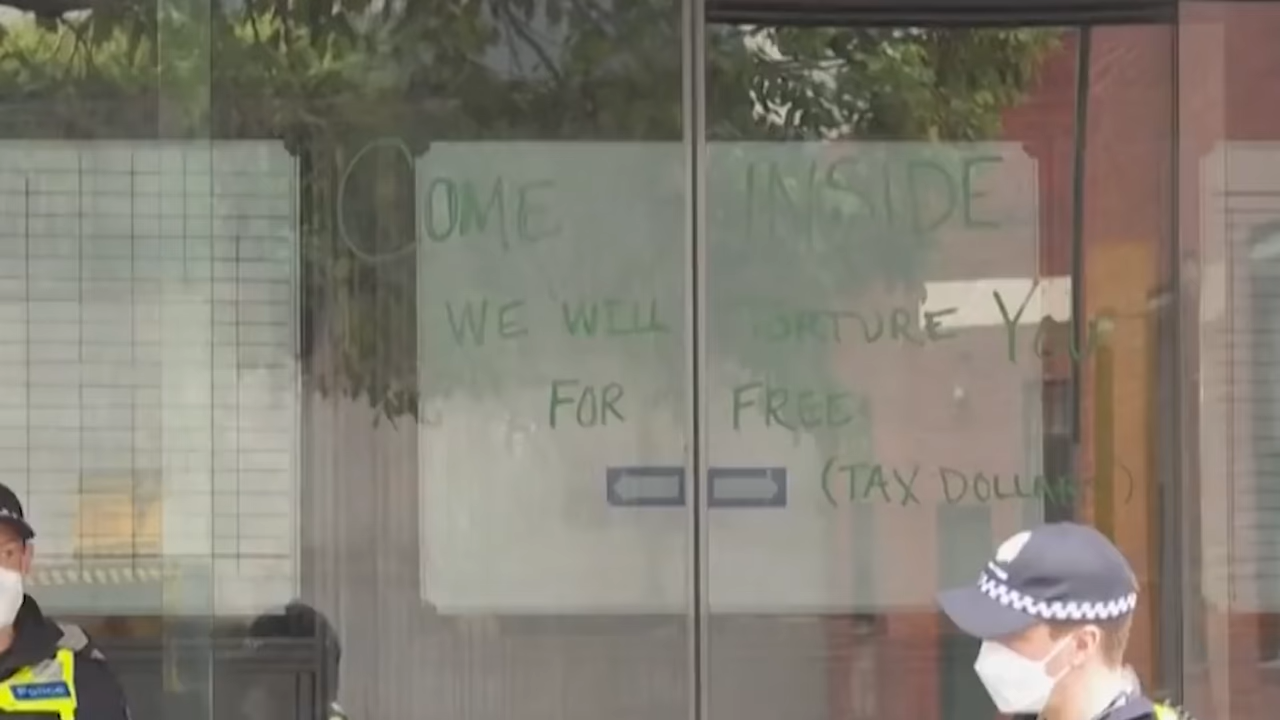 COME INSIDE
WE WILL TORTURE YOU
FOR FREE
(TAX DOLLARS)
Police